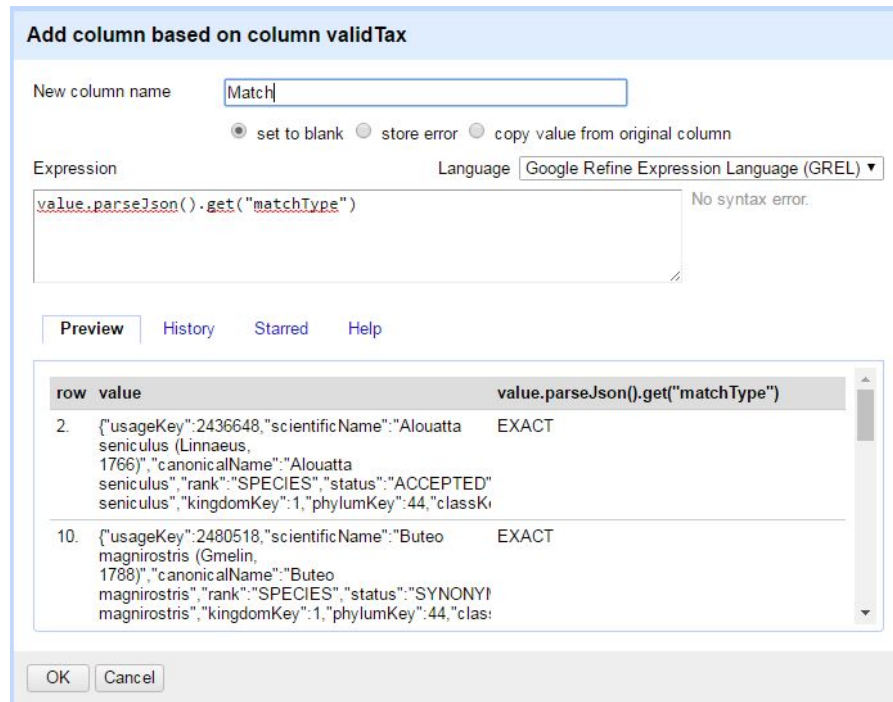 Add column based on column validTax
New column name Match
set to blank store error copy value from original column
Expression Language Google Refine Expression Language (GREL) ▼
value.parseJson().get("matchType") No syntax error.
Preview History Starred Help
row value value.parseJson().get("matchType")
2. {"usageKey":2436648,"scientificName":"Alouatta EXACT
seniculus (Linnaeus,
1766)","canonicalName":"Alouatta
seniculus","rank":"SPECIES","status":"ACCEPTED"
seniculus","kingdomKey":1,"phylumKey":44,"classK
10. {"usageKey":2480518,"scientificName":"Buteo EXACT
magnirostris (Gmelin,
1788)","canonicalName":"Buteo
magnirostris","rank":"SPECIES","status":"SYNONY
magnirostris","kingdomKey":1,"phylumKey":44,"clas
OK Cancel